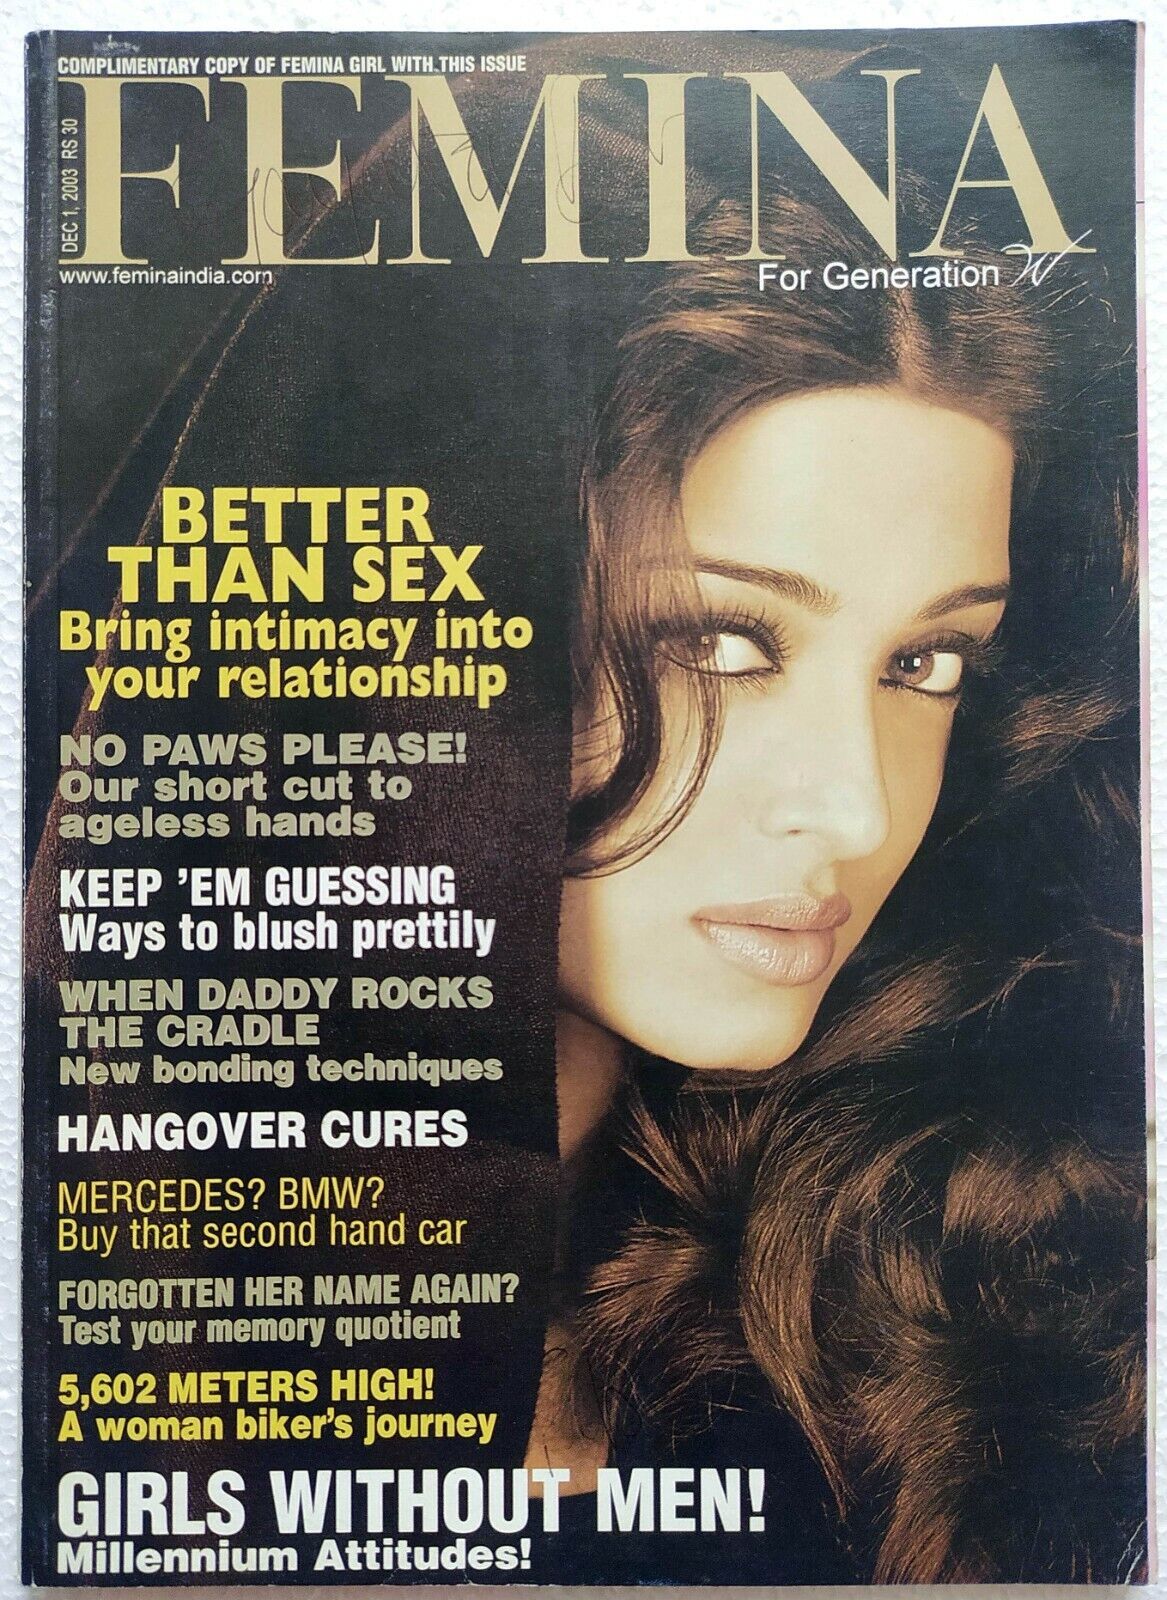 COMPLIMENTARY COPY OF FEMINA GIRL WITH THIS ISSUE
FEMINA
DEC 1, 2003 RS 30
www.feminaindia.com
For Generation W
BETTER
THAN SEX
Bring intimacy into
your relationship
NO PAWS PLEASE!
Our short cut to
ageless hands
KEEP 'EM GUESSING
Ways to blush prettily
WHEN DADDY ROCKS
THE CRADLE
New bonding techniques
HANGOVER CURES
MERCEDES? BMW?
Buy that second hand car
FORGOTTEN HER NAME AGAIN?
Test your memory quotient
5,602 METERS HIGH!
A woman biker's journey
GIRLS WITHOUT MEN!
Millennium Attitudes!